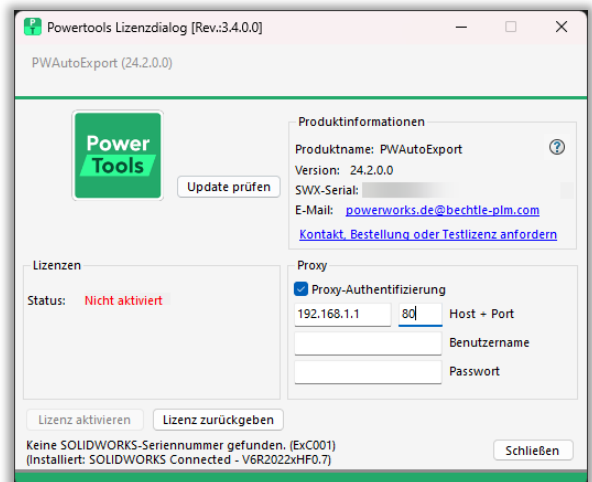 Powertools Lizenzdialog [Rev.:3.4.0.0]
PWAutoExport (24.2.0.0)
Power
Tools
Update prüfen
Produktinformationen
Produktname: PWAutoExport
Version: 24.2.0.0
SWX-Serial:
E-Mail: powerworks.de@bechtle-plm.com
Kontakt, Bestellung oder Testlizenz anfordern
Lizenzen
Status: Nicht aktiviert
Proxy
Proxy-Authentifizierung
192.168.1.1 80 Host + Port
Benutzername
Passwort
Lizenz aktivieren Lizenz zurückgeben
Keine SOLIDWORKS-Seriennummer gefunden. (ExC001)
(Installiert: SOLIDWORKS Connected - V6R2022xHF0.7)
Schließen